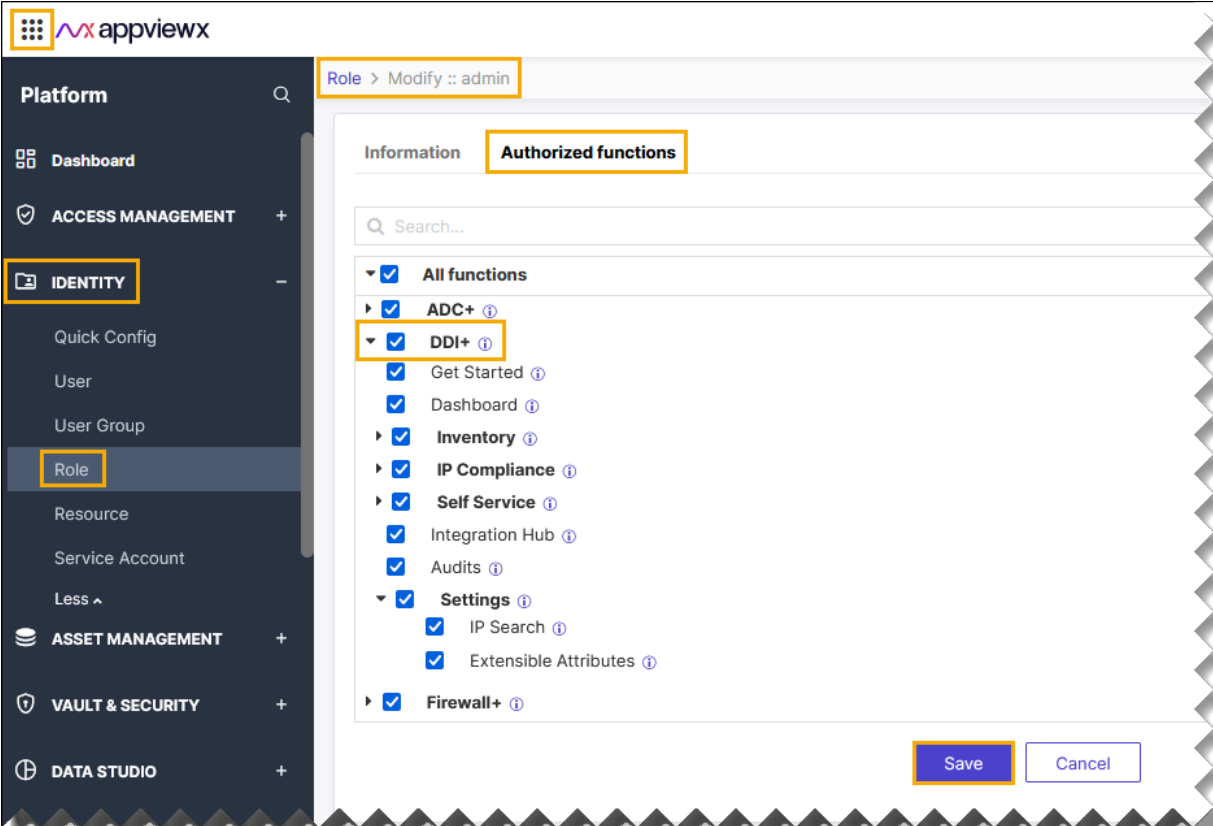 appviewx
Platform
Dashboard
ACCESS MANAGEMENT +
IDENTITY −
Quick Config
User
User Group
Role
Resource
Service Account
Less
ASSET MANAGEMENT +
VAULT & SECURITY +
DATA STUDIO +
Role > Modify :: admin
Information Authorized functions
Search...
All functions
ADC+
DDI+
Get Started
Dashboard
Inventory
IP Compliance
Self Service
Integration Hub
Audits
Settings
IP Search
Extensible Attributes
Firewall+
Save Cancel